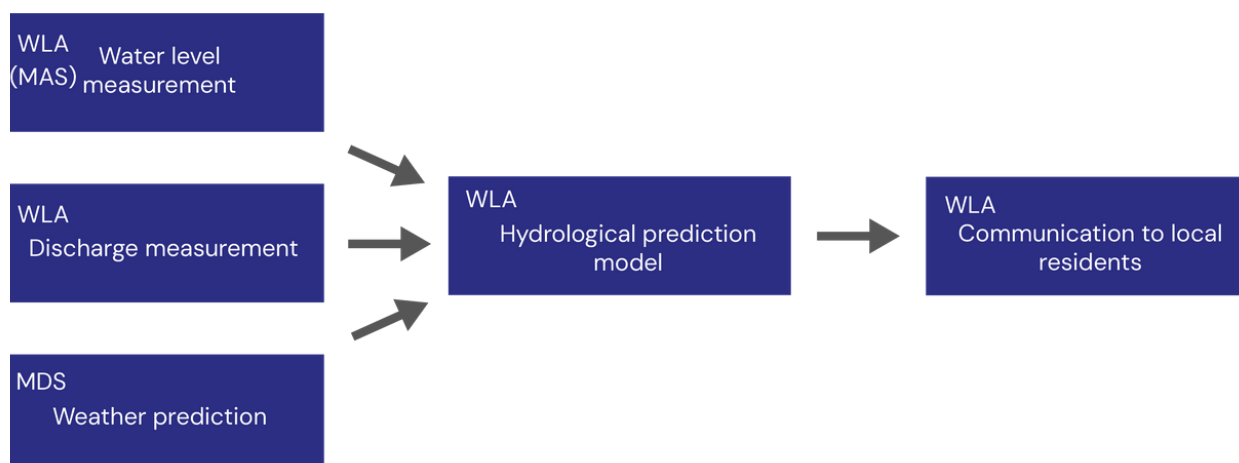 WLA
(MAS)
Water level
measurement
WLA
Discharge measurement
MDS
Weather prediction
WLA
Hydrological prediction
model
WLA
Communication to local
residents